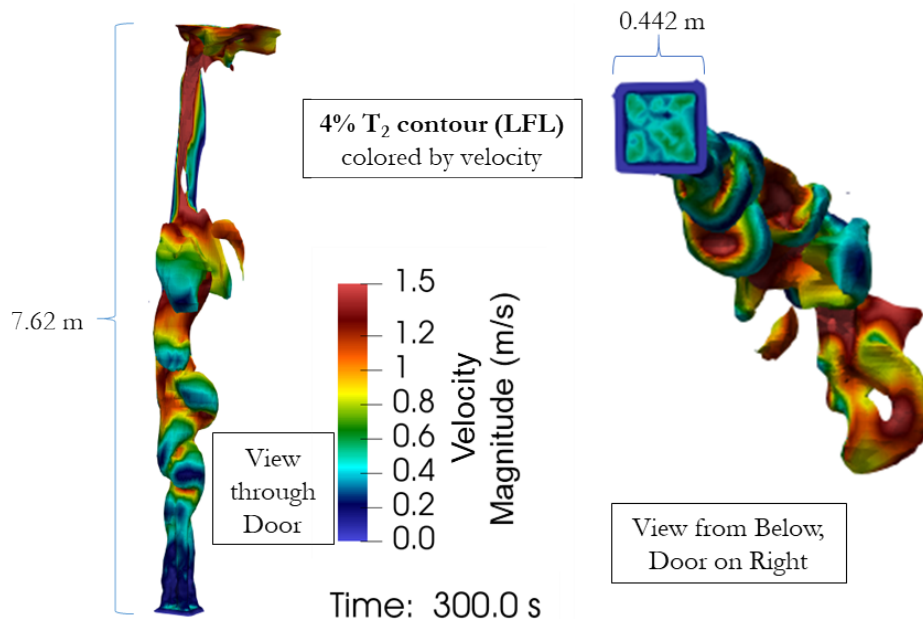 0.442 m
4% T₂ contour (LFL)
colored by velocity
7.62 m
1.5
1.2
1
0.8
0.6
0.4
0.2
0.0
Velocity
Magnitude (m/s)
View
through
Door
View from Below,
Door on Right
Time: 300.0 s